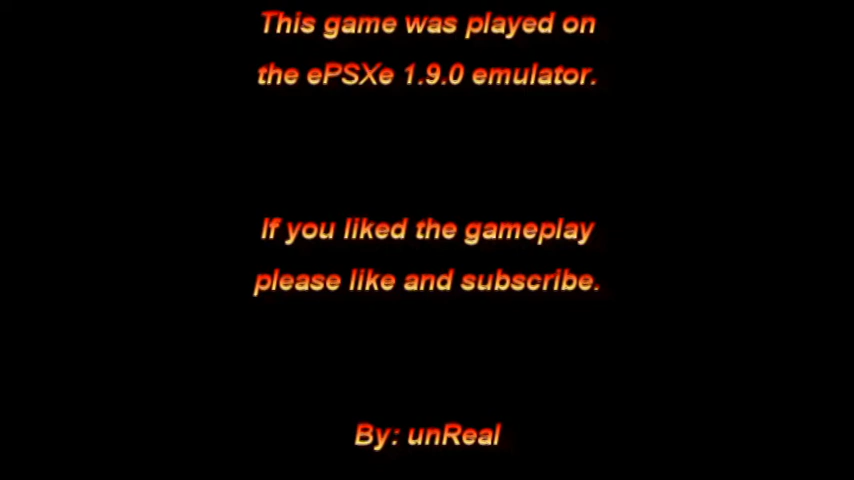 This game was played on
the ePSXe 1.9.0 emulator.
If you liked the gameplay
please like and subscribe.
By: unReal